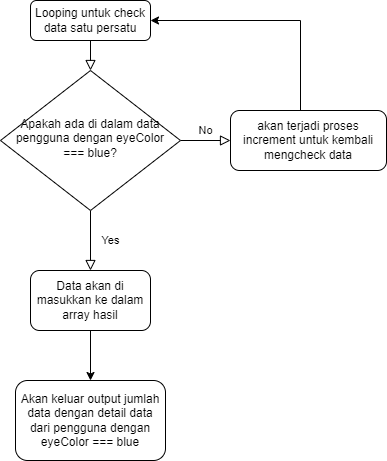 Looping untuk check
data satu persatu
Apakah ada di dalam data
pengguna dengan eyeColor
=== blue?
No
akan terjadi proses
increment untuk kembali
mengcheck data
Yes
Data akan di
masukkan ke dalam
array hasil
Akan keluar output jumlah
data dengan detail data
dari pengguna dengan
eyeColor === blue